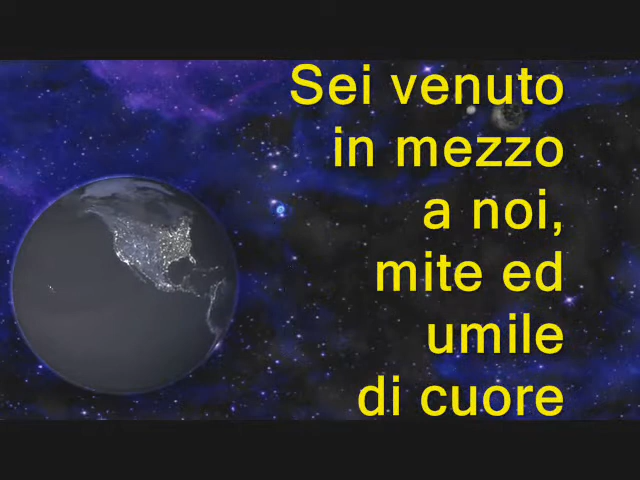 Sei venuto
in mezzo
a noi,
mite ed
umile
di cuore